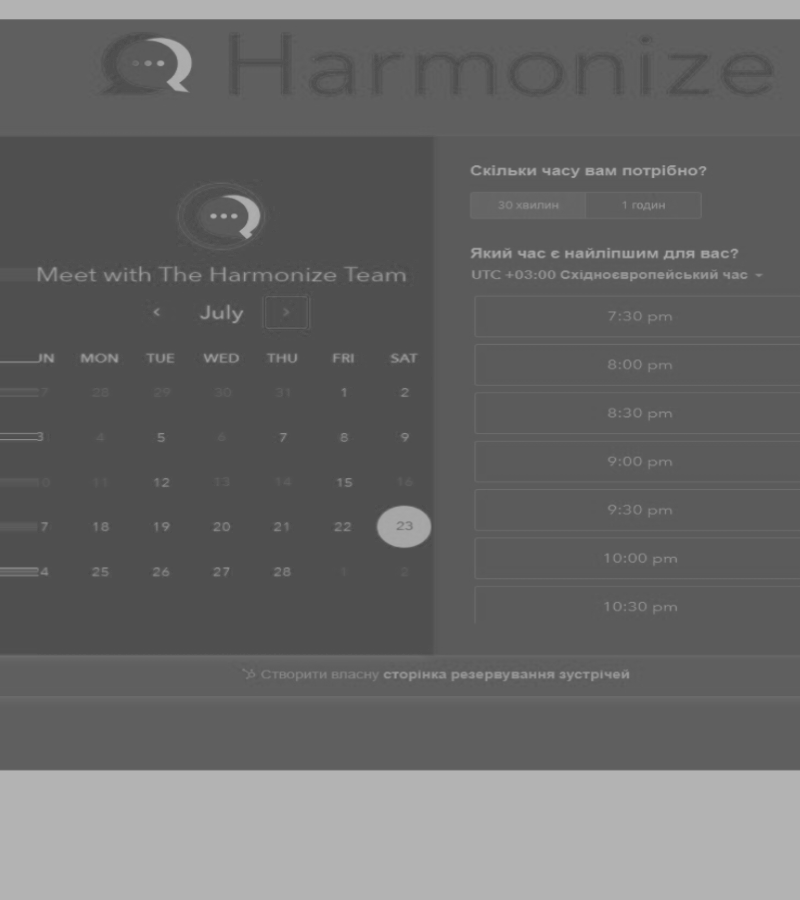 Harmonize
Meet with The Harmonize Team
July
UN MON TUE WED THU FRI SAT
7 28 29 30 31 1 2
3 4 5 6 7 8 9
0 11 12 13 14 15 16
7 18 19 20 21 22 23
4 25 26 27 28 1 2
Скільки часу вам потрібно?
30 хвилин 1 годин
Який час є найліпшим для вас?
UTC +03:00 Східноєвропейський час
7:30 pm
8:00 pm
8:30 pm
9:00 pm
9:30 pm
10:00 pm
10:30 pm
Створити власну сторінка резервування зустрічей